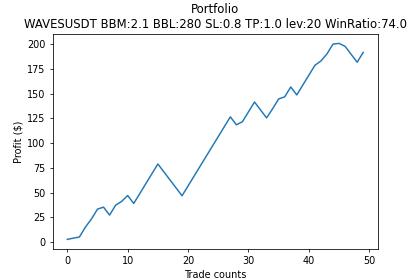 Portfolio
WAVESUSDT BBM:2.1 BBL:280 SL:0.8 TP:1.0 lev:20 WinRatio:74.0
200
175
150
125
100
75
50
25
0
Profit ($)
0 10 20 30 40 50
Trade counts